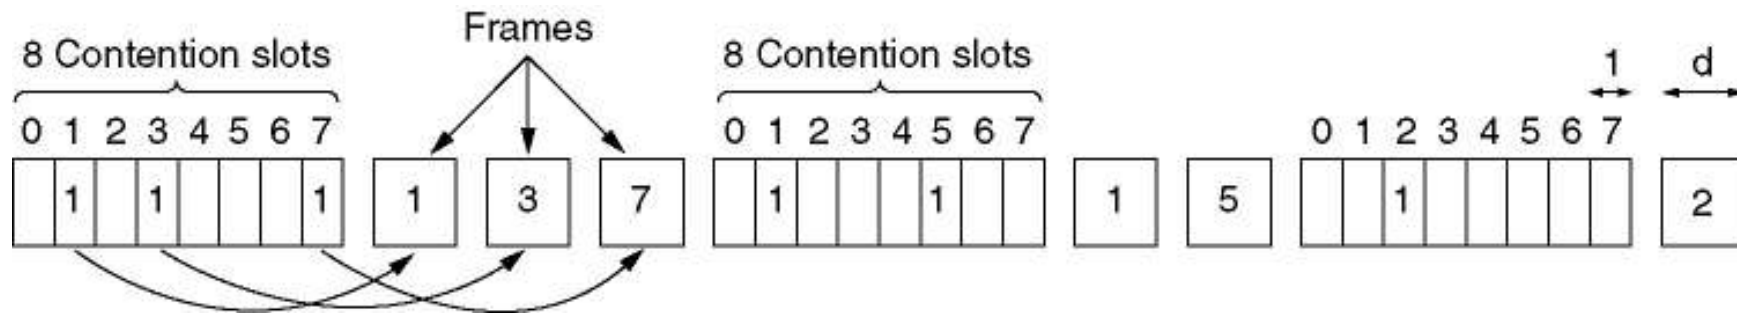 Frames
8 Contention slots 8 Contention slots 1 d
0 1 2 3 4 5 6 7 0 1 2 3 4 5 6 7 0 1 2 3 4 5 6 7
1 1 1 1 3 7 1 1 1 5 1 2